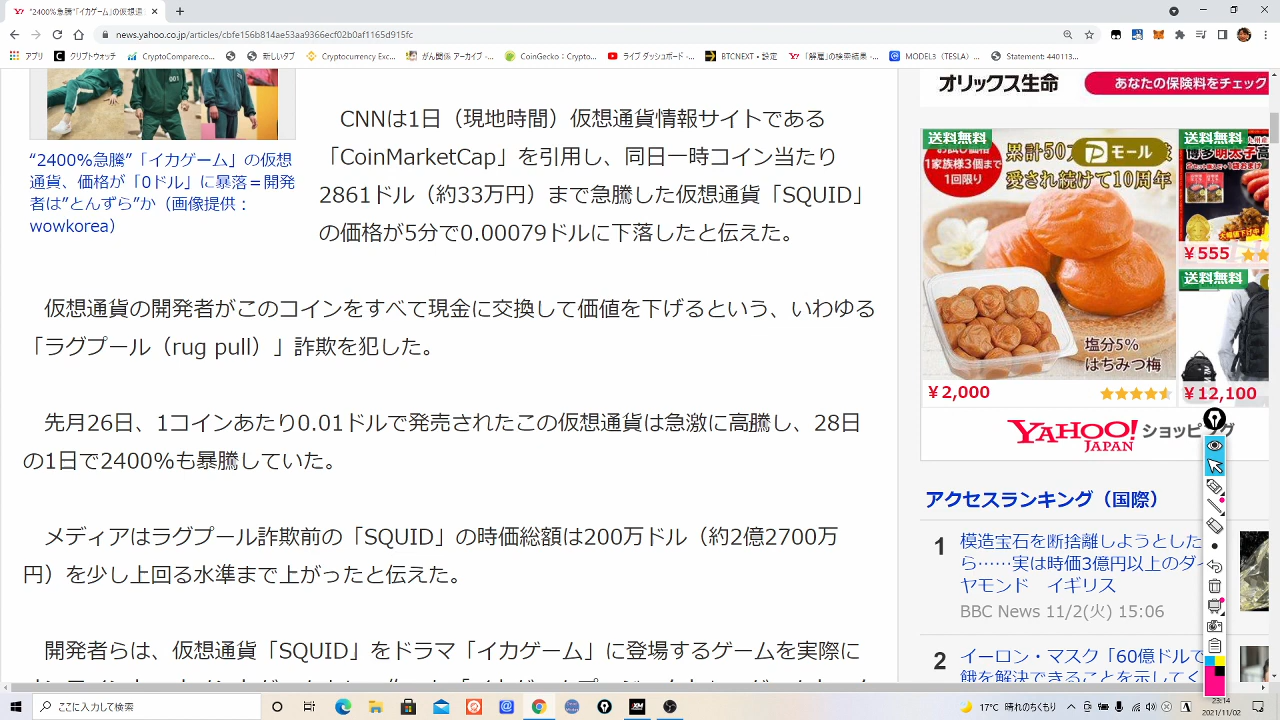 "2400%急騰"「イカゲーム」の仮想通
news.yahoo.co.jp/articles/cbfe156b814ae53aa9366ecf02b0af1165d915fc
アプリ
クリプトウォッチ
CryptoCompare.co...
新しいタブ
Cryptocurrency Exc...
がん関係 アーカイブ -...
CoinGecko：Crypto...
ライブ ダッシュボード -...
BTCNEXT・設定
「解雇」の検索結果 -...
MODEL3（TESLA）...
Statement: 440113...
“2400%急騰”「イカゲーム」の仮想
通貨、価格が「0ドル」に暴落＝開発
者は”とんずら”か（画像提供：
wowkorea）
CNNは1日（現地時間）仮想通貨情報サイトである
「CoinMarketCap」を引用し、同日一時コイン当たり
2861ドル（約33万円）まで急騰した仮想通貨「SQUID」
の価格が5分で0.00079ドルに下落したと伝えた。
仮想通貨の開発者がこのコインをすべて現金に交換して価値を下げるという、いわゆる
「ラグプール（rug pull）」詐欺を犯した。
先月26日、1コインあたり0.01ドルで発売されたこの仮想通貨は急激に高騰し、28日
の1日で2400%も暴騰していた。
メディアはラグプール詐欺前の「SQUID」の時価総額は200万ドル（約2億2700万
円）を少し上回る水準まで上がったと伝えた。
開発者らは、仮想通貨「SQUID」をドラマ「イカゲーム」に登場するゲームを実際に
オリックス生命
あなたの保険料をチェック
送料無料
1家族様3個まで
1回限り
累計50
モール
愛され続けて10周年
塩分5%
はちみつ梅
￥2,000
送料無料
￥555
送料無料
￥12,100
YAHOO! JAPAN ショッピング
アクセスランキング（国際）
1
模造宝石を断捨離しようとした
ら……実は時価3億円以上のダイ
ヤモンド　イギリス
BBC News 11/2(火) 15:06
2
イーロン・マスク「60億ドルで
餓を解決できることを示してく
ここに入力して検索
17°C 晴れのちくもり
A
23:14
2021/11/02